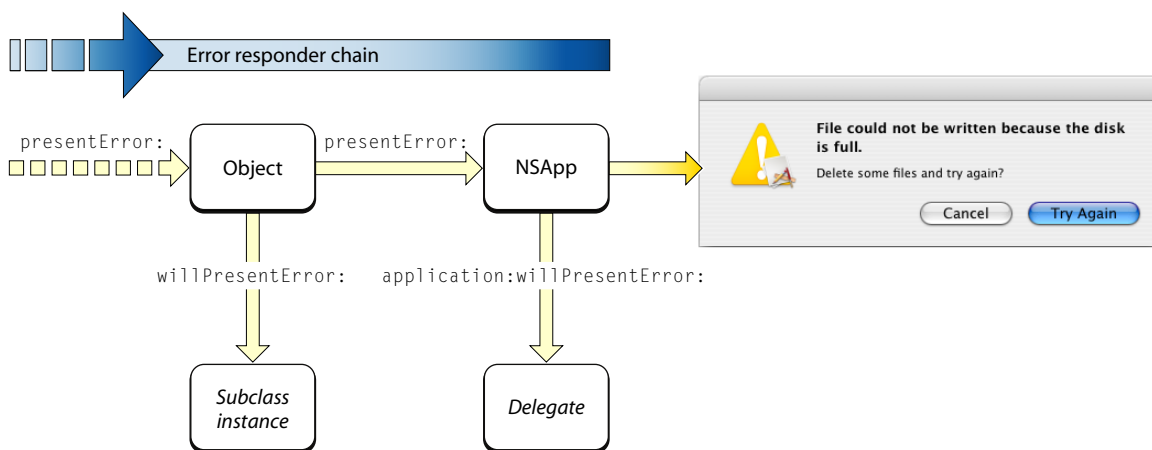 Error responder chain
presentError:
Object
presentError:
NSApp
File could not be written because the disk
is full.
Delete some files and try again?
Cancel
Try Again
willPresentError:
application:willPresentError:
Subclass
instance
Delegate